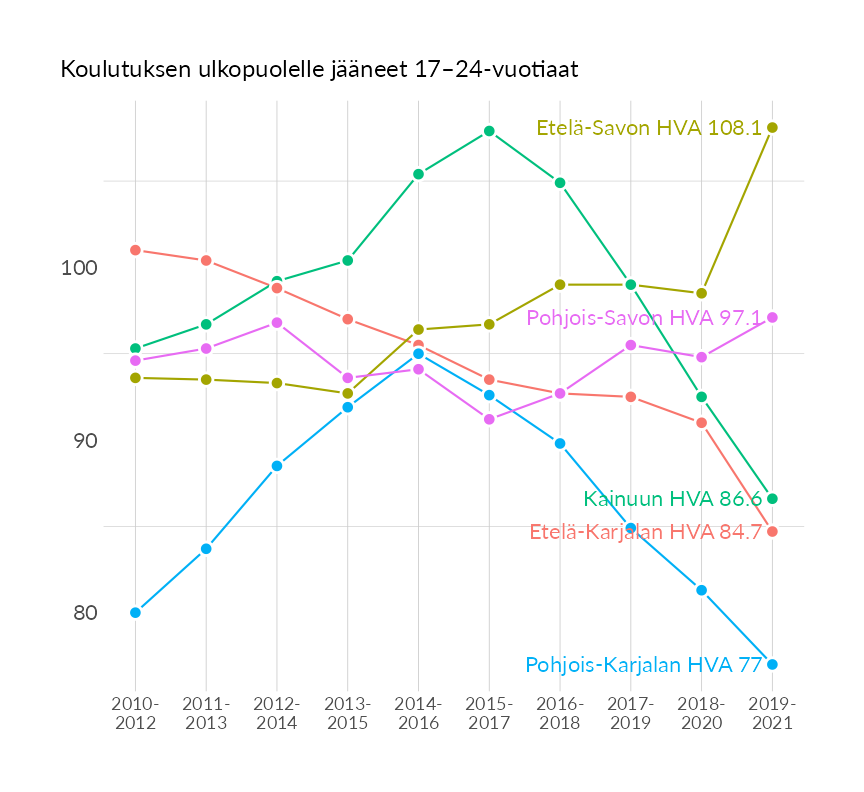 Koulutuksen ulkopuolelle jääneet 17–24-vuotiaat
Etelä-Savon HVA 108.1
100
Pohjois-Savon HVA 97.1
90
Kainuun HVA 86.6
Etelä-Karjalan HVA 84.7
80
Pohjois-Karjalan HVA 77
2010- 2011- 2012- 2013- 2014- 2015- 2016- 2017- 2018- 2019-
2012 2013 2014 2015 2016 2017 2018 2019 2020 2021